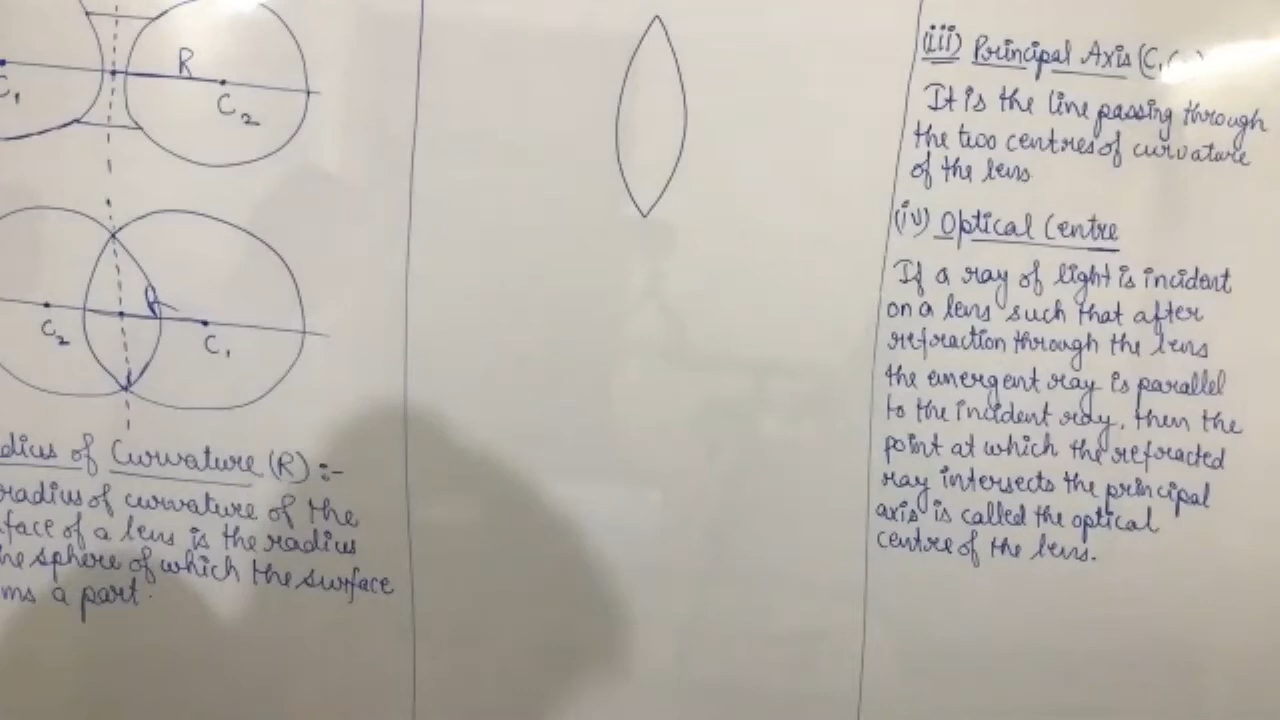 R
C1
C2
R
C2
C1
dius of Curvature (R) :-
radius of curvature of the
face of a lens is the radius
he sphere of which the surface
ms a part.
(iii) Principal Axis (C1
It is the line passing through
the two centres of curvature
of the lens
(iv) Optical Centre
If a ray of light is incident
on a lens such that after
refraction through the lens
the emergent ray is parallel
to the incident ray, then the
point at which the refracted
ray intersects the principal
axis is called the optical
centre of the lens.